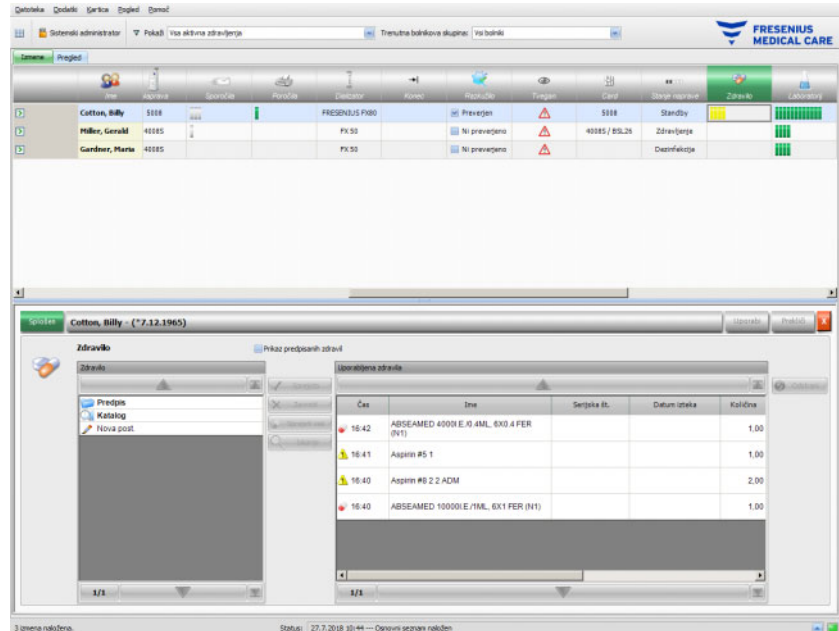 Datoteka Dodatki Kartica Pogled Pomoč
Sistemski administrator Pokaži Vsa aktivna zdravljenja Trenutna bolnikova skupina: Vsi bolniki
FRESENIUS
MEDICAL CARE
Izmena Pregled
Ime Naprava Sporočila Poročila Dializator Konec Razkužilo Tvegan Card Stanje naprave Zdravilo Laboratorij
Cotton, Billy 5008 FRESENIUS FX80 Preverjen 5008 Standby
Miller, Gerald 4008S FX 50 Ni preverjeno 4008S / BSL26 Zdravljenje
Gardner, Maria 4008S FX 50 Ni preverjeno Dezinfekcija
Splošen Cotton, Billy - (*7.12.1965) Uporabi Prekliči X
Zdravilo Prikaz predpisanih zdravil
Zdravilo Uporabljena zdravila
Predpis
Katalog
Nova post.
Čas Ime Serijska št. Datum izteka Količina
16:42 ABSEAMED 4000I.E./0.4ML, 6X0.4 FER
(N1) 1,00
16:41 Aspirin #5 1 1,00
16:40 Aspirin #8 2 2 ADM 2,00
16:40 ABSEAMED 10000I.E./1ML, 6X1 FER (N1) 1,00
1/1 1/1
3 izmena naložena. Status: 27.7.2018 10:44 --- Osnovni seznam naložen